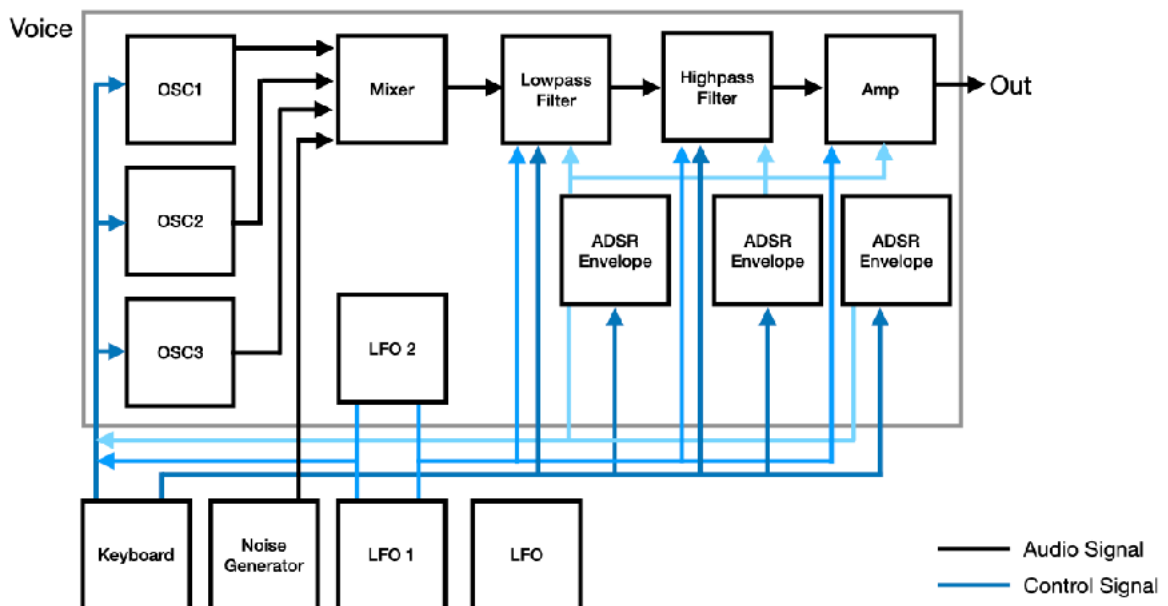 Voice
OSC1
Mixer
Lowpass
Filter
Highpass
Filter
Amp
Out
OSC2
ADSR
Envelope
ADSR
Envelope
ADSR
Envelope
OSC3
LFO 2
Keyboard
Noise
Generator
LFO 1
LFO
Audio Signal
Control Signal